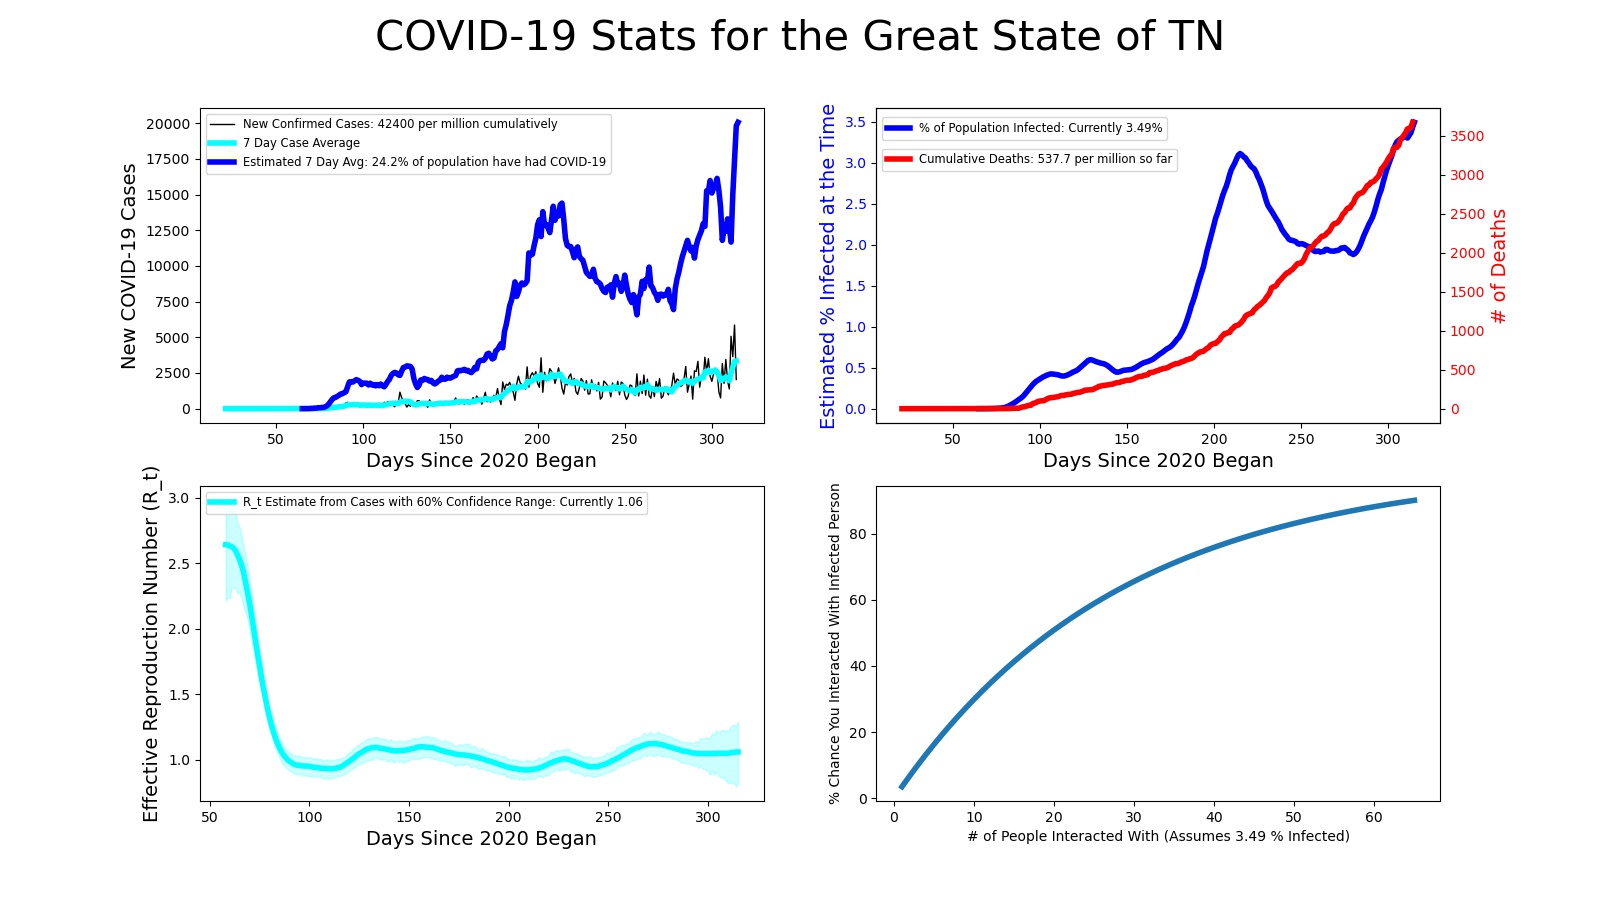 COVID-19 Stats for the Great State of TN
New COVID-19 Cases
20000
17500
15000
12500
10000
7500
5000
2500
0
New Confirmed Cases: 42400 per million cumulatively
7 Day Case Average
Estimated 7 Day Avg: 24.2% of population have had COVID-19
50 100 150 200 250 300
Days Since 2020 Began
Estimated % Infected at the Time
3.5
3.0
2.5
2.0
1.5
1.0
0.5
0.0
% of Population Infected: Currently 3.49%
Cumulative Deaths: 537.7 per million so far
3500
3000
2500
2000
1500
1000
500
0
# of Deaths
50 100 150 200 250 300
Days Since 2020 Began
Effective Reproduction Number (R_t)
3.0
2.5
2.0
1.5
1.0
R_t Estimate from Cases with 60% Confidence Range: Currently 1.06
50 100 150 200 250 300
Days Since 2020 Began
% Chance You Interacted With Infected Person
80
60
40
20
0
0 10 20 30 40 50 60
# of People Interacted With (Assumes 3.49 % Infected)